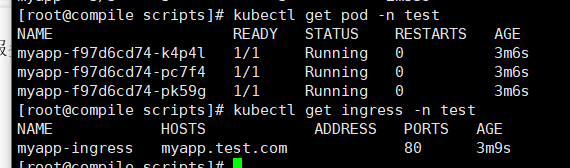 [root@compile scripts]# kubectl get pod -n test
NAME READY STATUS RESTARTS AGE
myapp-f97d6cd74-k4p4l 1/1 Running 0 3m6s
myapp-f97d6cd74-pc7f4 1/1 Running 0 3m6s
myapp-f97d6cd74-pk59g 1/1 Running 0 3m6s
[root@compile scripts]# kubectl get ingress -n test
NAME HOSTS ADDRESS PORTS AGE
myapp-ingress myapp.test.com 80 3m9s
[root@compile scripts]#